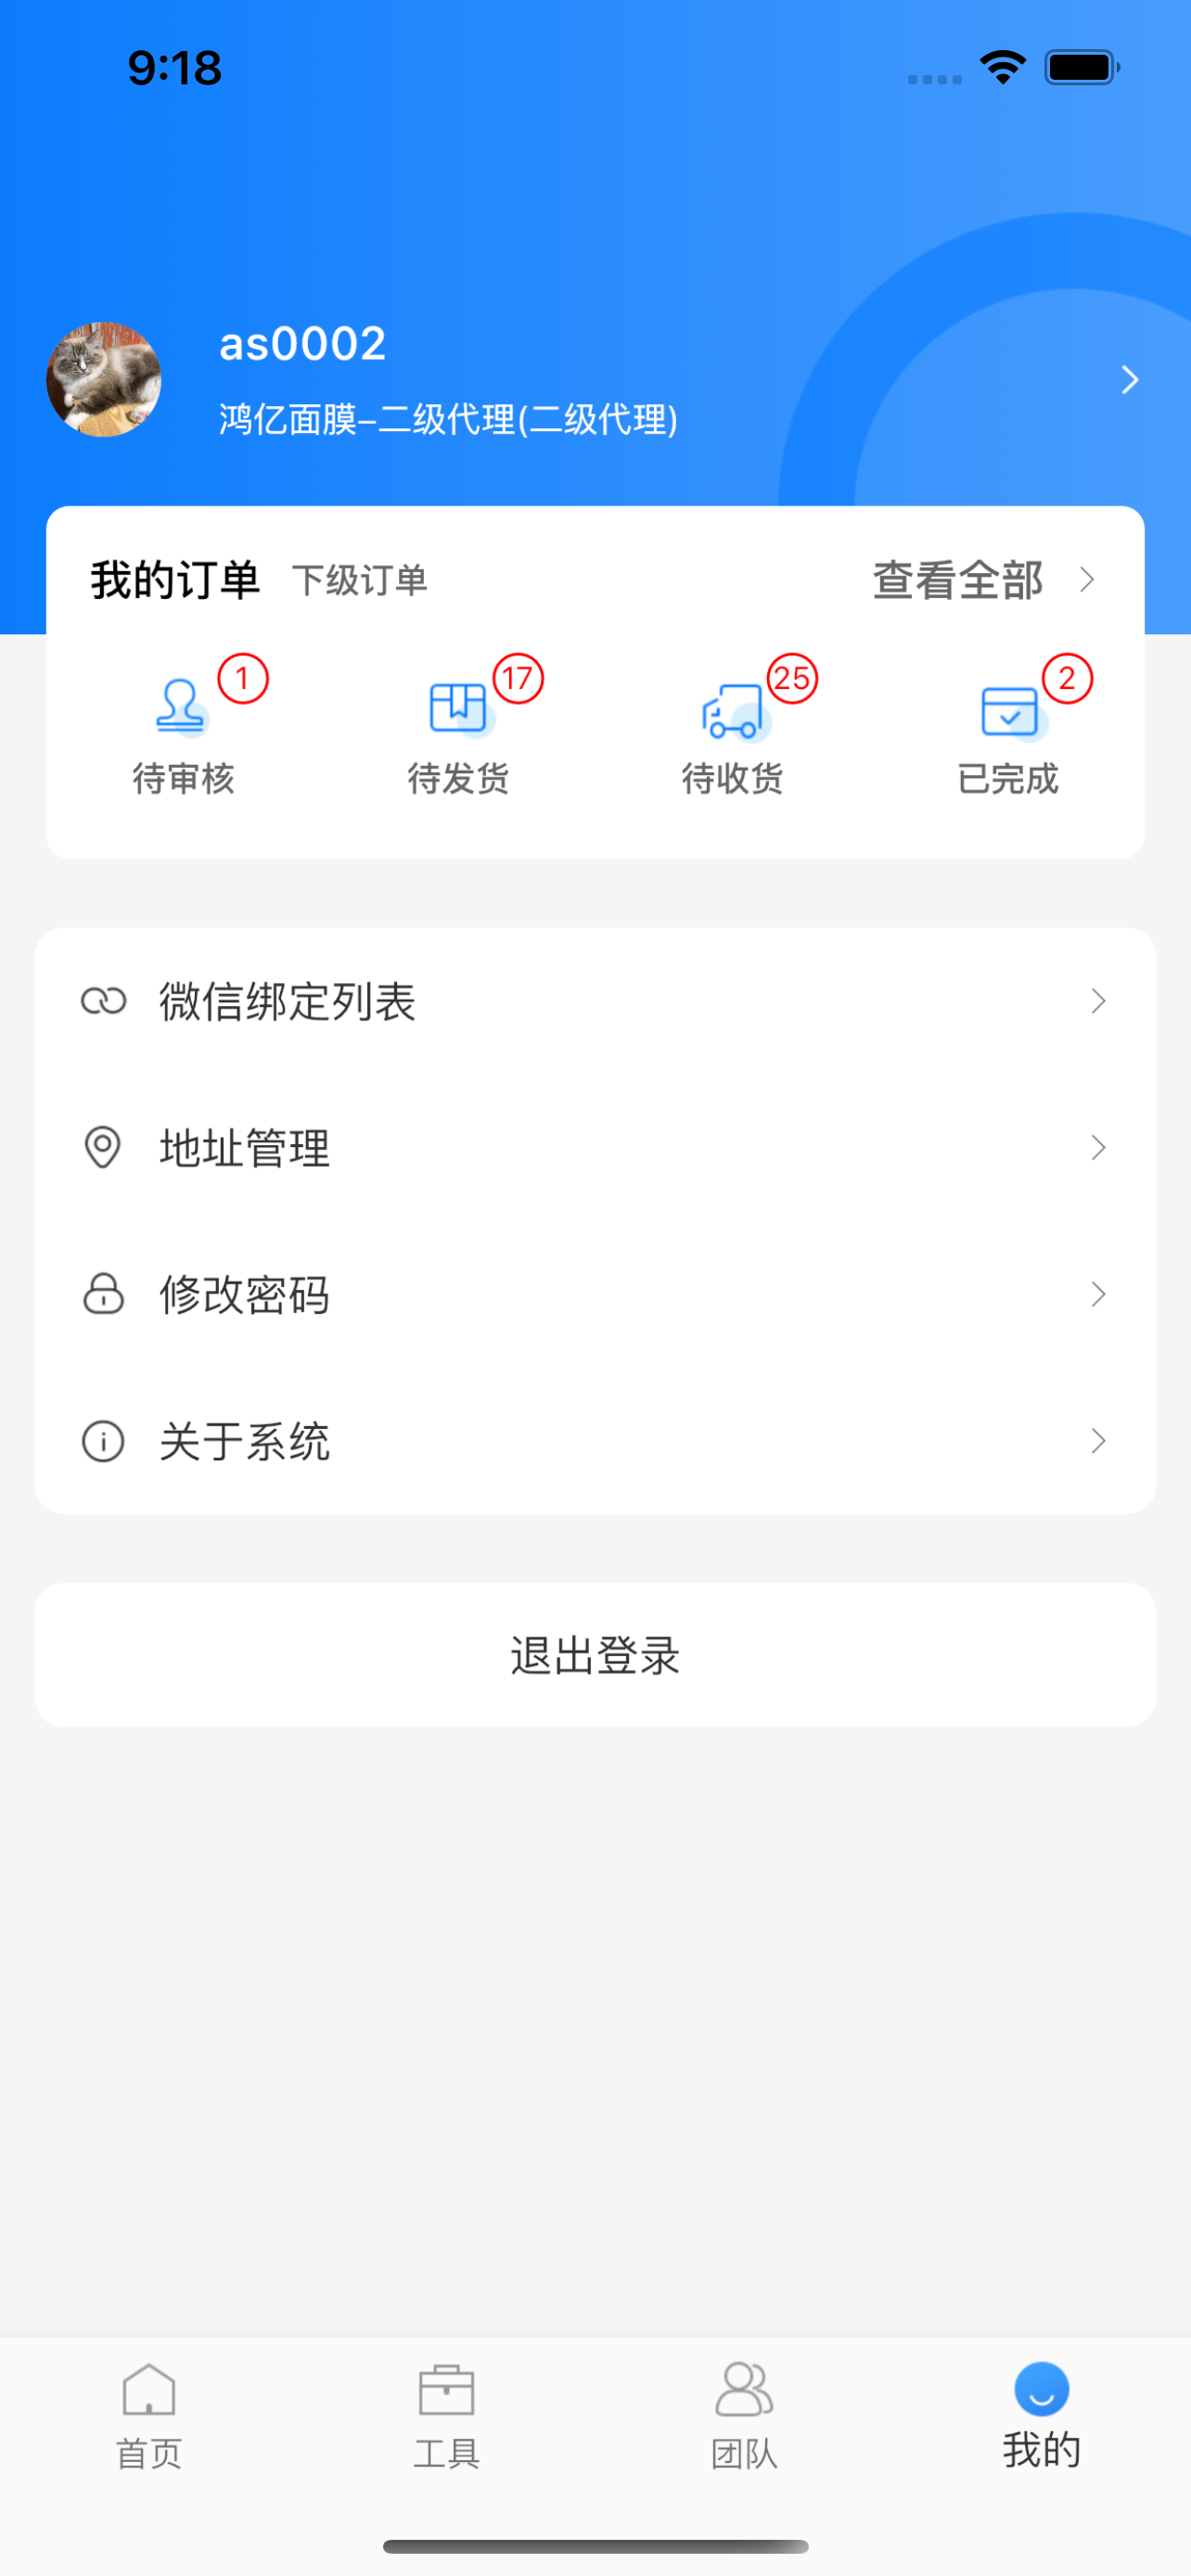 9:18
as0002
鸿亿面膜-二级代理(二级代理)
我的订单 下级订单 查看全部
1 17 25 2
待审核 待发货 待收货 已完成
微信绑定列表
地址管理
修改密码
关于系统
退出登录
首页 工具 团队 我的